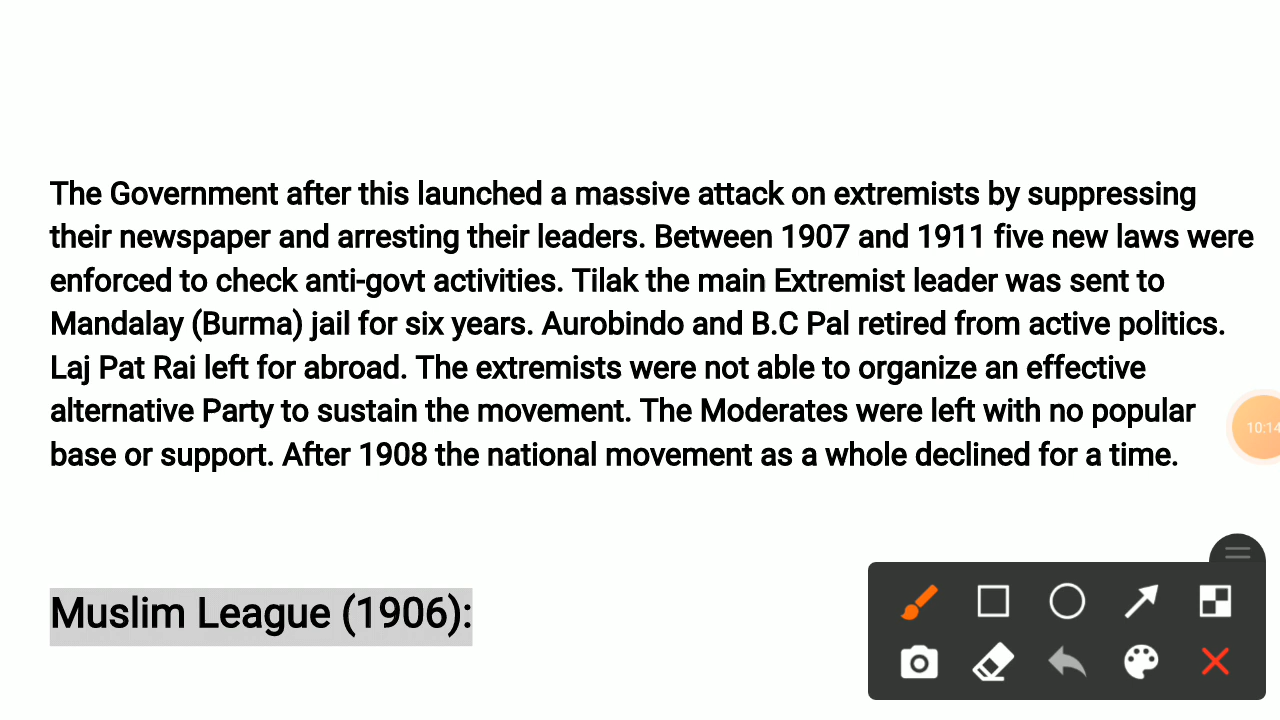 The Government after this launched a massive attack on extremists by suppressing
their newspaper and arresting their leaders. Between 1907 and 1911 five new laws were
enforced to check anti-govt activities. Tilak the main Extremist leader was sent to
Mandalay (Burma) jail for six years. Aurobindo and B.C Pal retired from active politics.
Laj Pat Rai left for abroad. The extremists were not able to organize an effective
alternative Party to sustain the movement. The Moderates were left with no popular
base or support. After 1908 the national movement as a whole declined for a time.
10:14
Muslim League (1906):